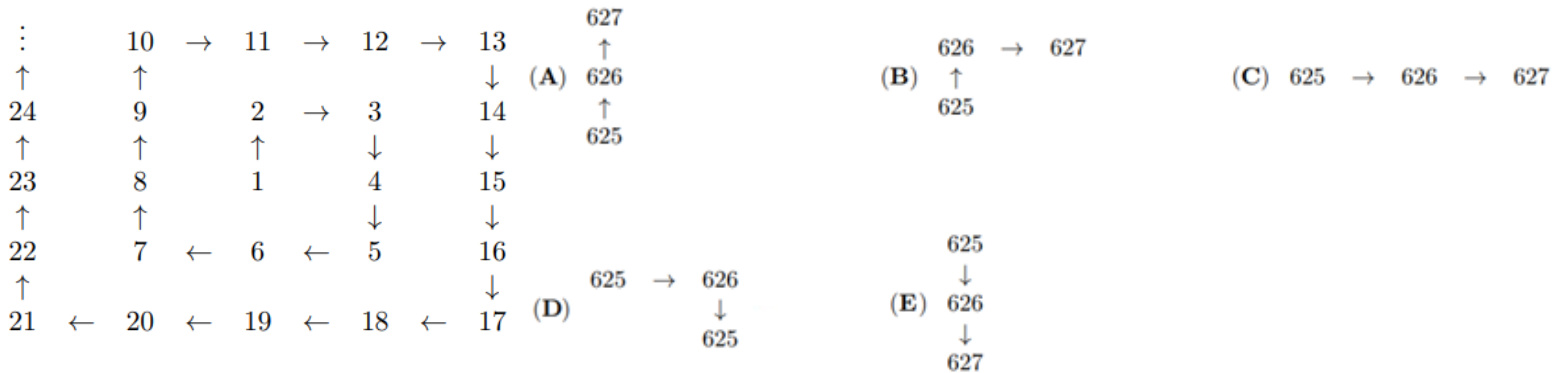 ⋮ 10 → 11 → 12 → 13
↑ ↑ ↓
24 9 2 → 3 14
↑ ↑ ↑ ↓ ↓
23 8 1 4 15
↑ ↑ ↓ ↓
22 7 ← 6 ← 5 16
↑ ↓
21 ← 20 ← 19 ← 18 ← 17
627
↑
(A) 626
↑
625
626 → 627
(B) ↑
625
(C) 625 → 626 → 627
625 → 626
(D) ↓
625
625
↓
(E) 626
↓
627